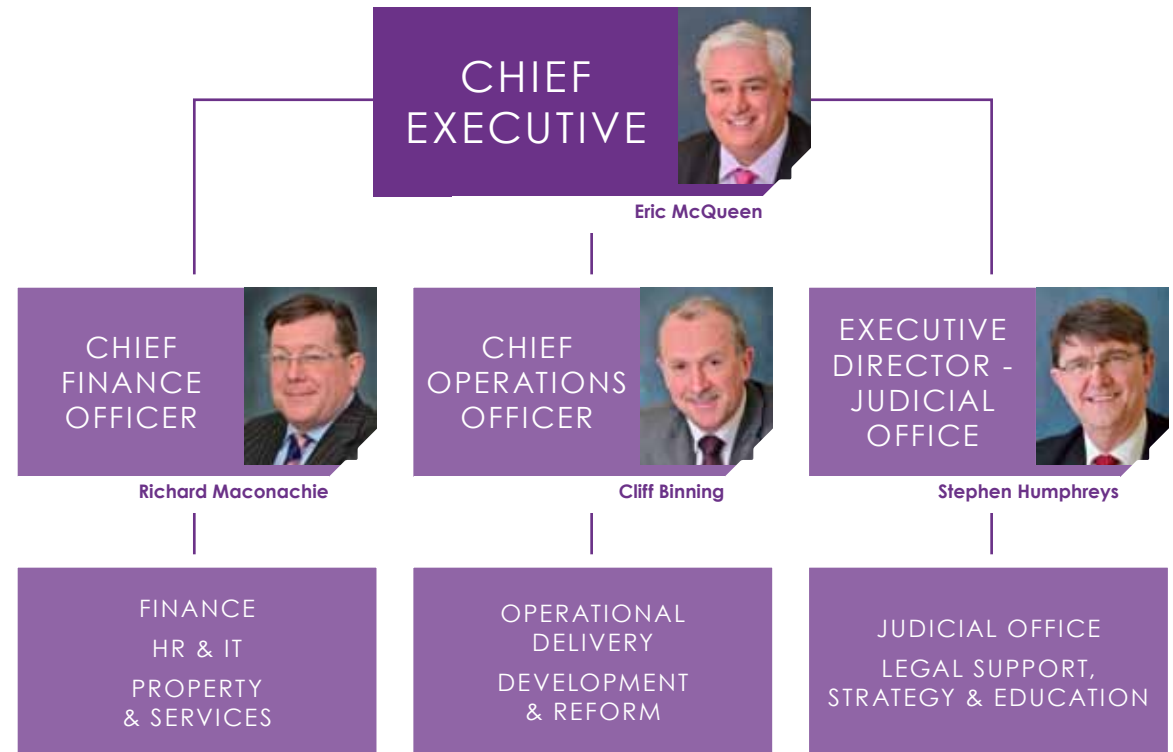 CHIEF
EXECUTIVE
Eric McQueen
CHIEF
FINANCE
OFFICER
Richard Maconachie
CHIEF
OPERATIONS
OFFICER
Cliff Binning
EXECUTIVE
DIRECTOR -
JUDICIAL
OFFICE
Stephen Humphreys
FINANCE
HR & IT
PROPERTY
& SERVICES
OPERATIONAL
DELIVERY
DEVELOPMENT
& REFORM
JUDICIAL OFFICE
LEGAL SUPPORT,
STRATEGY & EDUCATION